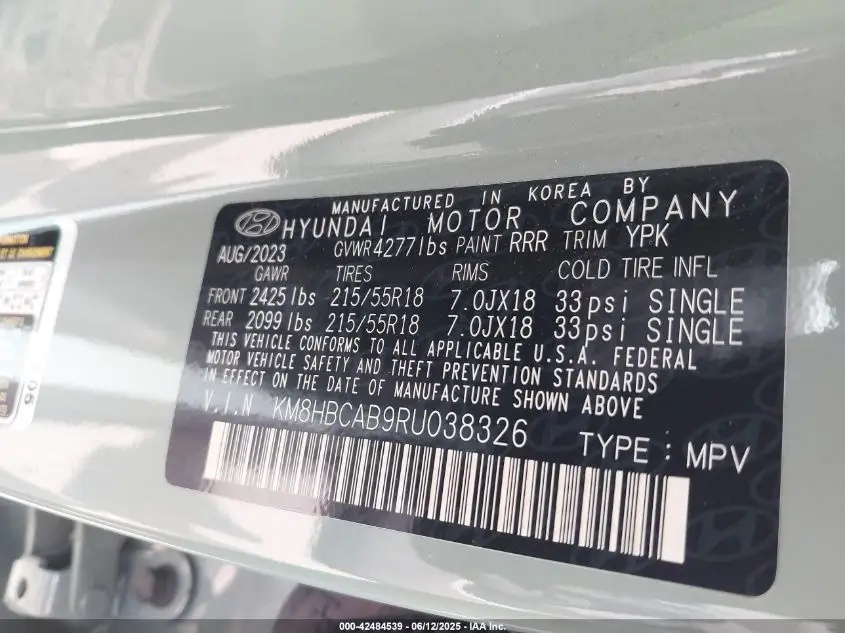 MANUFACTURED IN KOREA BY
HYUNDAI MOTOR COMPANY
AUG/2023 GVWR 4277lbs PAINT RRR TRIM YPK
GAWR TIRES RIMS COLD TIRE INFL
FRONT 2425lbs 215/55R18 7.0JX18 33psi SINGLE
REAR 2099lbs 215/55R18 7.0JX18 33psi SINGLE
THIS VEHICLE CONFORMS TO ALL APPLICABLE U.S.A. FEDERAL
MOTOR VEHICLE SAFETY AND THEFT PREVENTION STANDARDS
IN EFFECT ON THE DATE OF MANUFACTURE SHOWN ABOVE
V.I.N KM8HBCAB9RU038326
TYPE : MPV
90
000-42484539 - 06/12/2025 - IAA Inc.